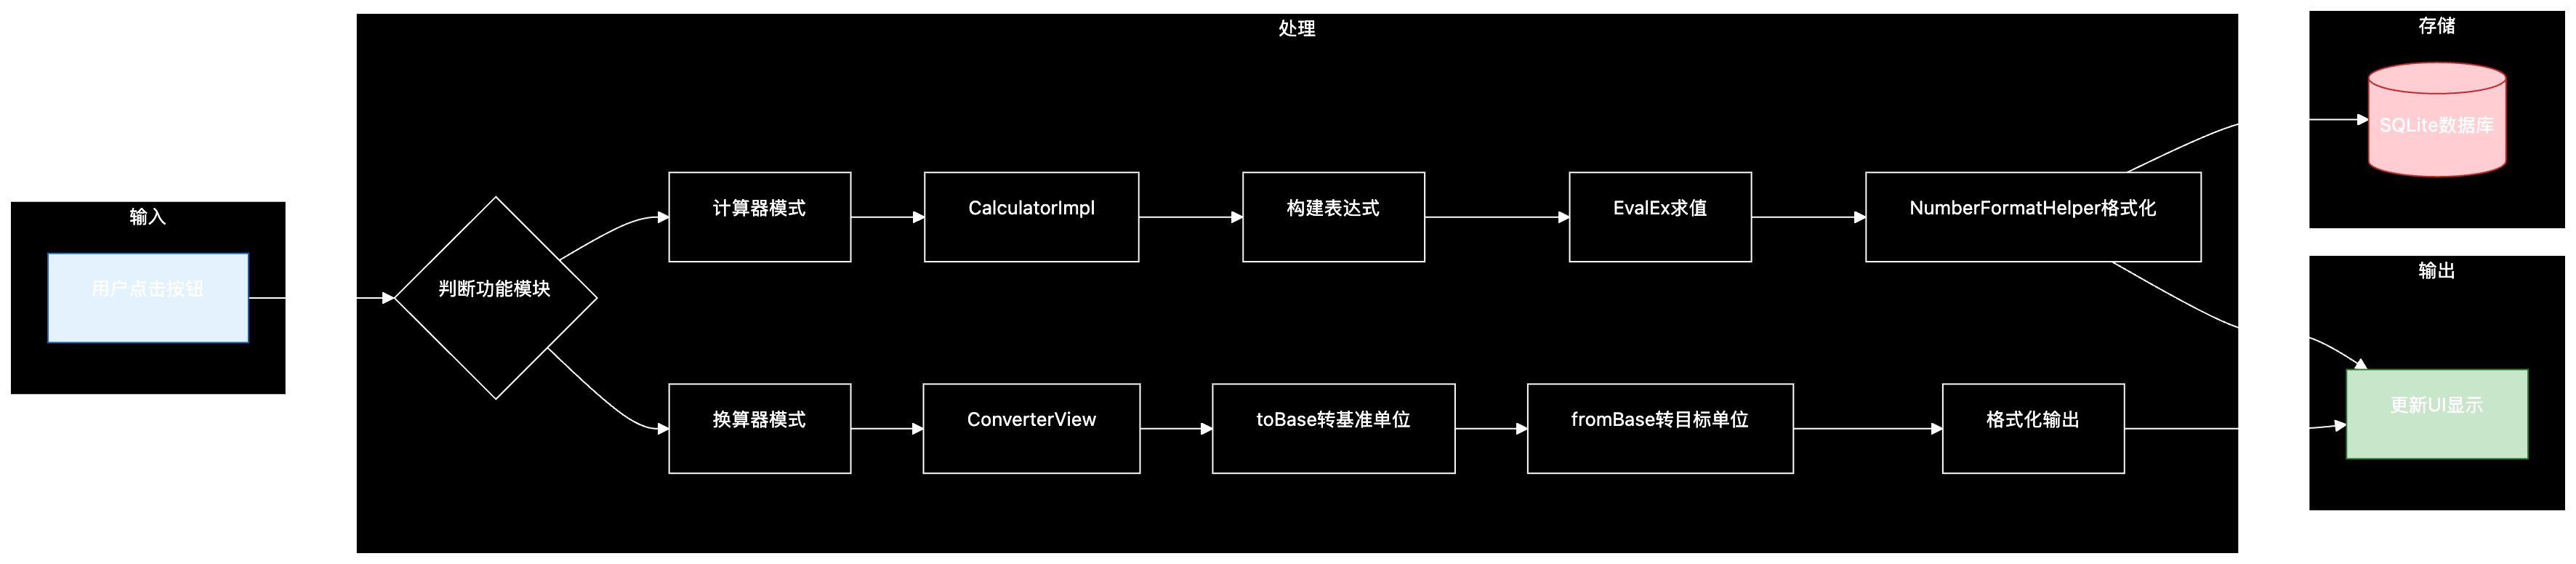 输入
用户点击按钮
处理
判断功能模块
计算器模式
CalculatorImpl
构建表达式
EvalEx求值
NumberFormatHelper格式化
换算器模式
ConverterView
toBase转基准单位
fromBase转目标单位
格式化输出
存储
SQLite数据库
输出
更新UI显示